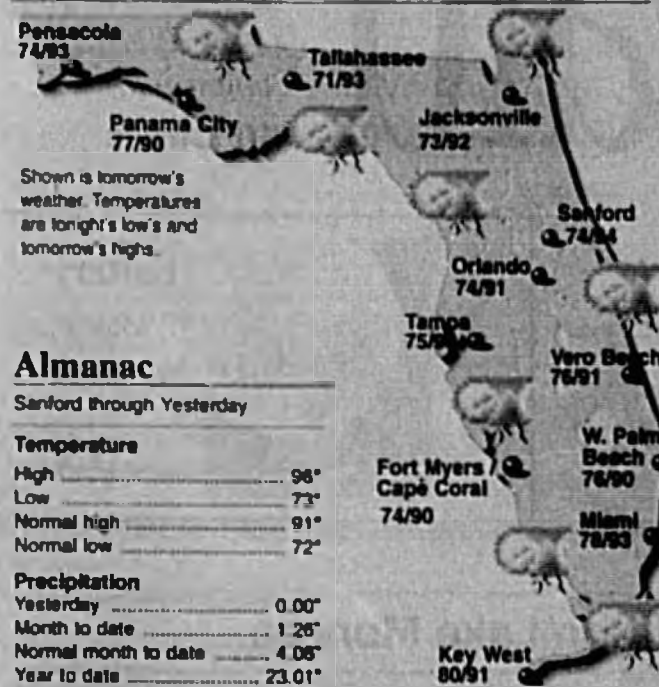 Pensacola
74/93
Tallahassee
71/93
Panama City
77/90
Jacksonville
73/92
Shown is tomorrow's
weather. Temperatures
are tonight's low's and
tomorrow's highs.
Sanford
74/94
Orlando
74/91
Tampa
Vero Beach
76/91
W. Palm
Beach
76/90
Fort Myers /
Cape Coral
74/90
Miami
78/93
Key West
80/91
Almanac
Sanford through Yesterday
Temperature
High 96°
Low 73°
Normal high 91°
Normal low 72°
Precipitation
Yesterday 0.00"
Month to date 1.26"
Normal month to date
Year to date 23.01"